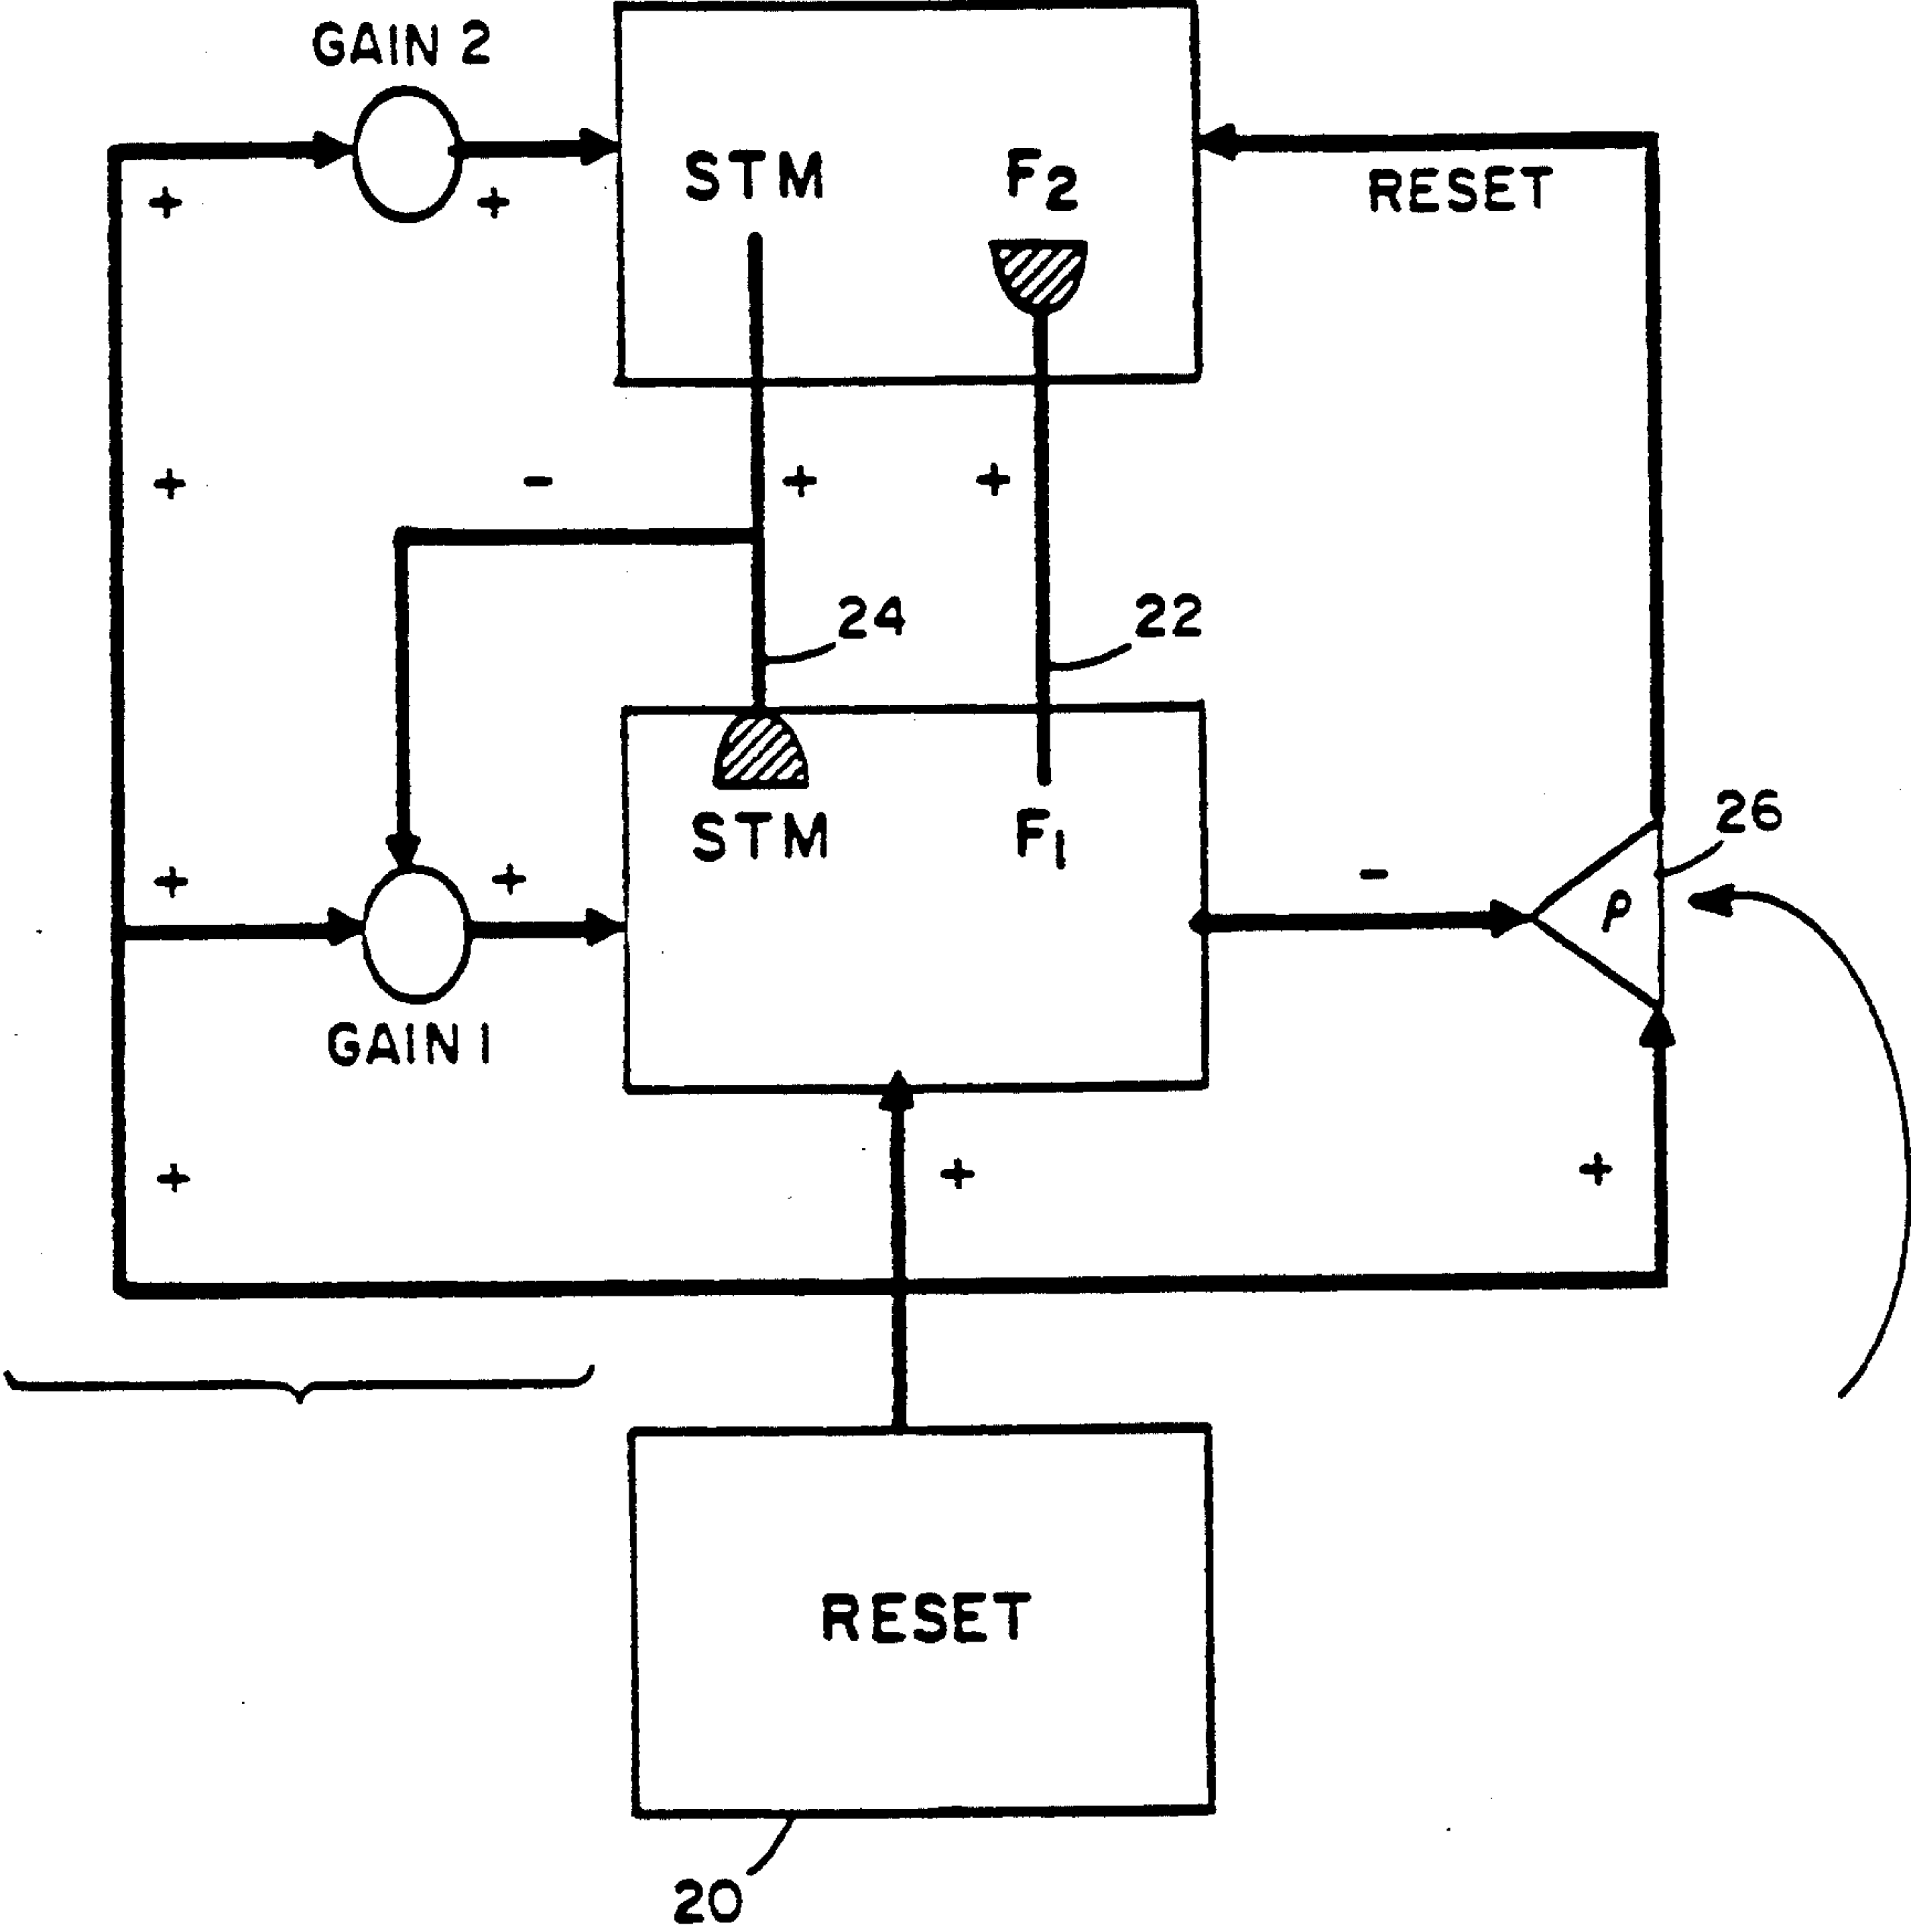 GAIN 2
+
+
STM
F2
RESET
+
-
+
+
24
22
STM
F1
26
+
+
-
ρ
GAIN 1
+
+
+
RESET
20